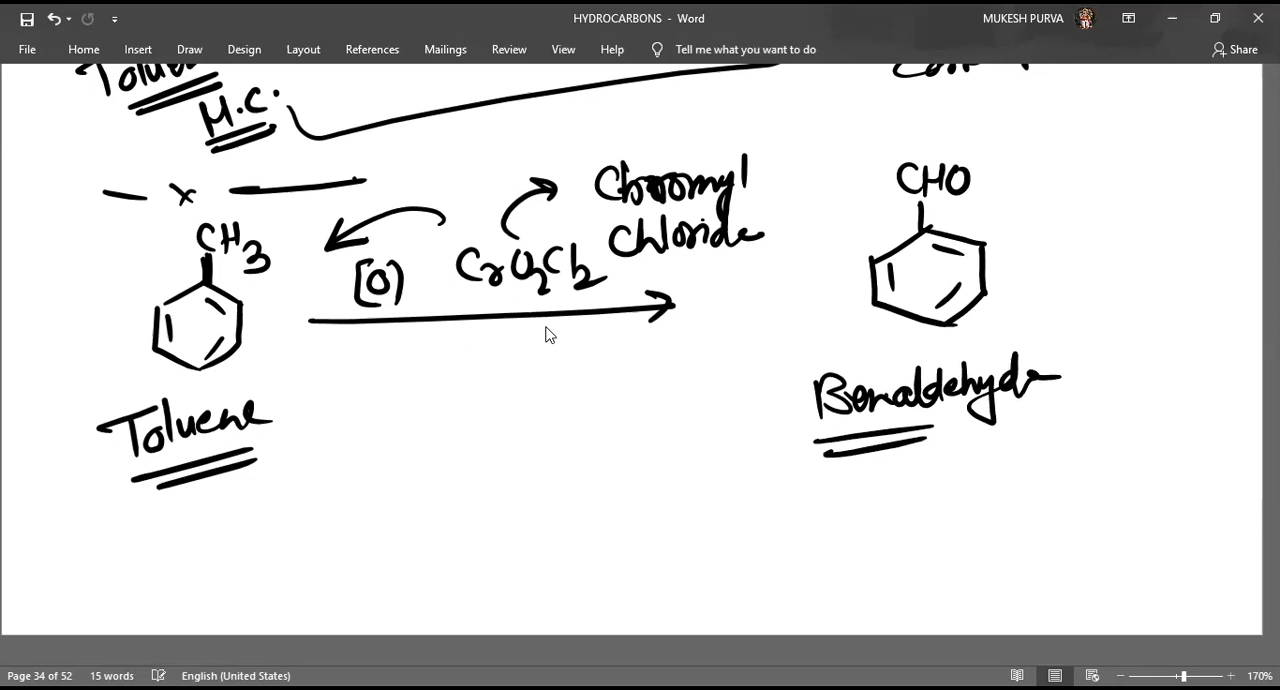 HYDROCARBONS - Word
MUKESH PURVA
File Home Insert Draw Design Layout References Mailings Review View Help Tell me what you want to do Share
Toluene
M.C.
x
CH3
[O]
CrO2Cl2
Chromyl
Chloride
CHO
Toluene
Benzaldehyde
Page 34 of 52 15 words English (United States) 170%